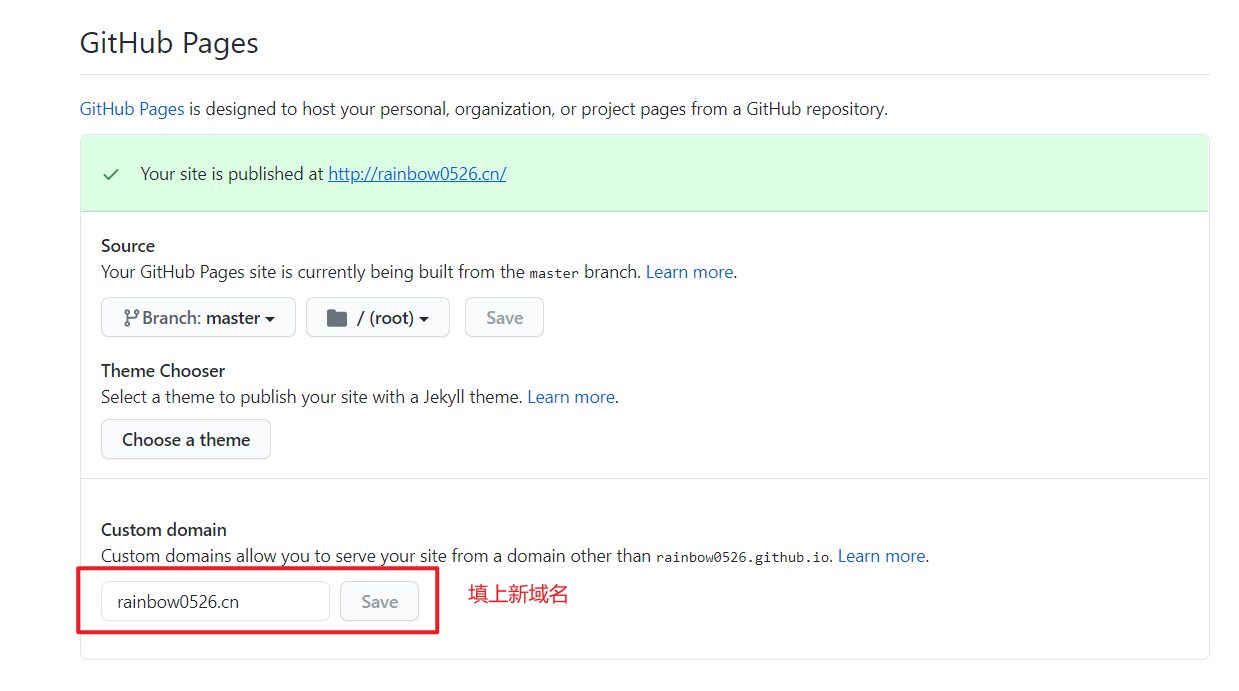 GitHub Pages
GitHub Pages is designed to host your personal, organization, or project pages from a GitHub repository.
Your site is published at http://rainbow0526.cn/
Source
Your GitHub Pages site is currently being built from the master branch. Learn more.
Branch: master
/ (root)
Save
Theme Chooser
Select a theme to publish your site with a Jekyll theme. Learn more.
Choose a theme
Custom domain
Custom domains allow you to serve your site from a domain other than rainbow0526.github.io. Learn more.
rainbow0526.cn
Save
填上新域名